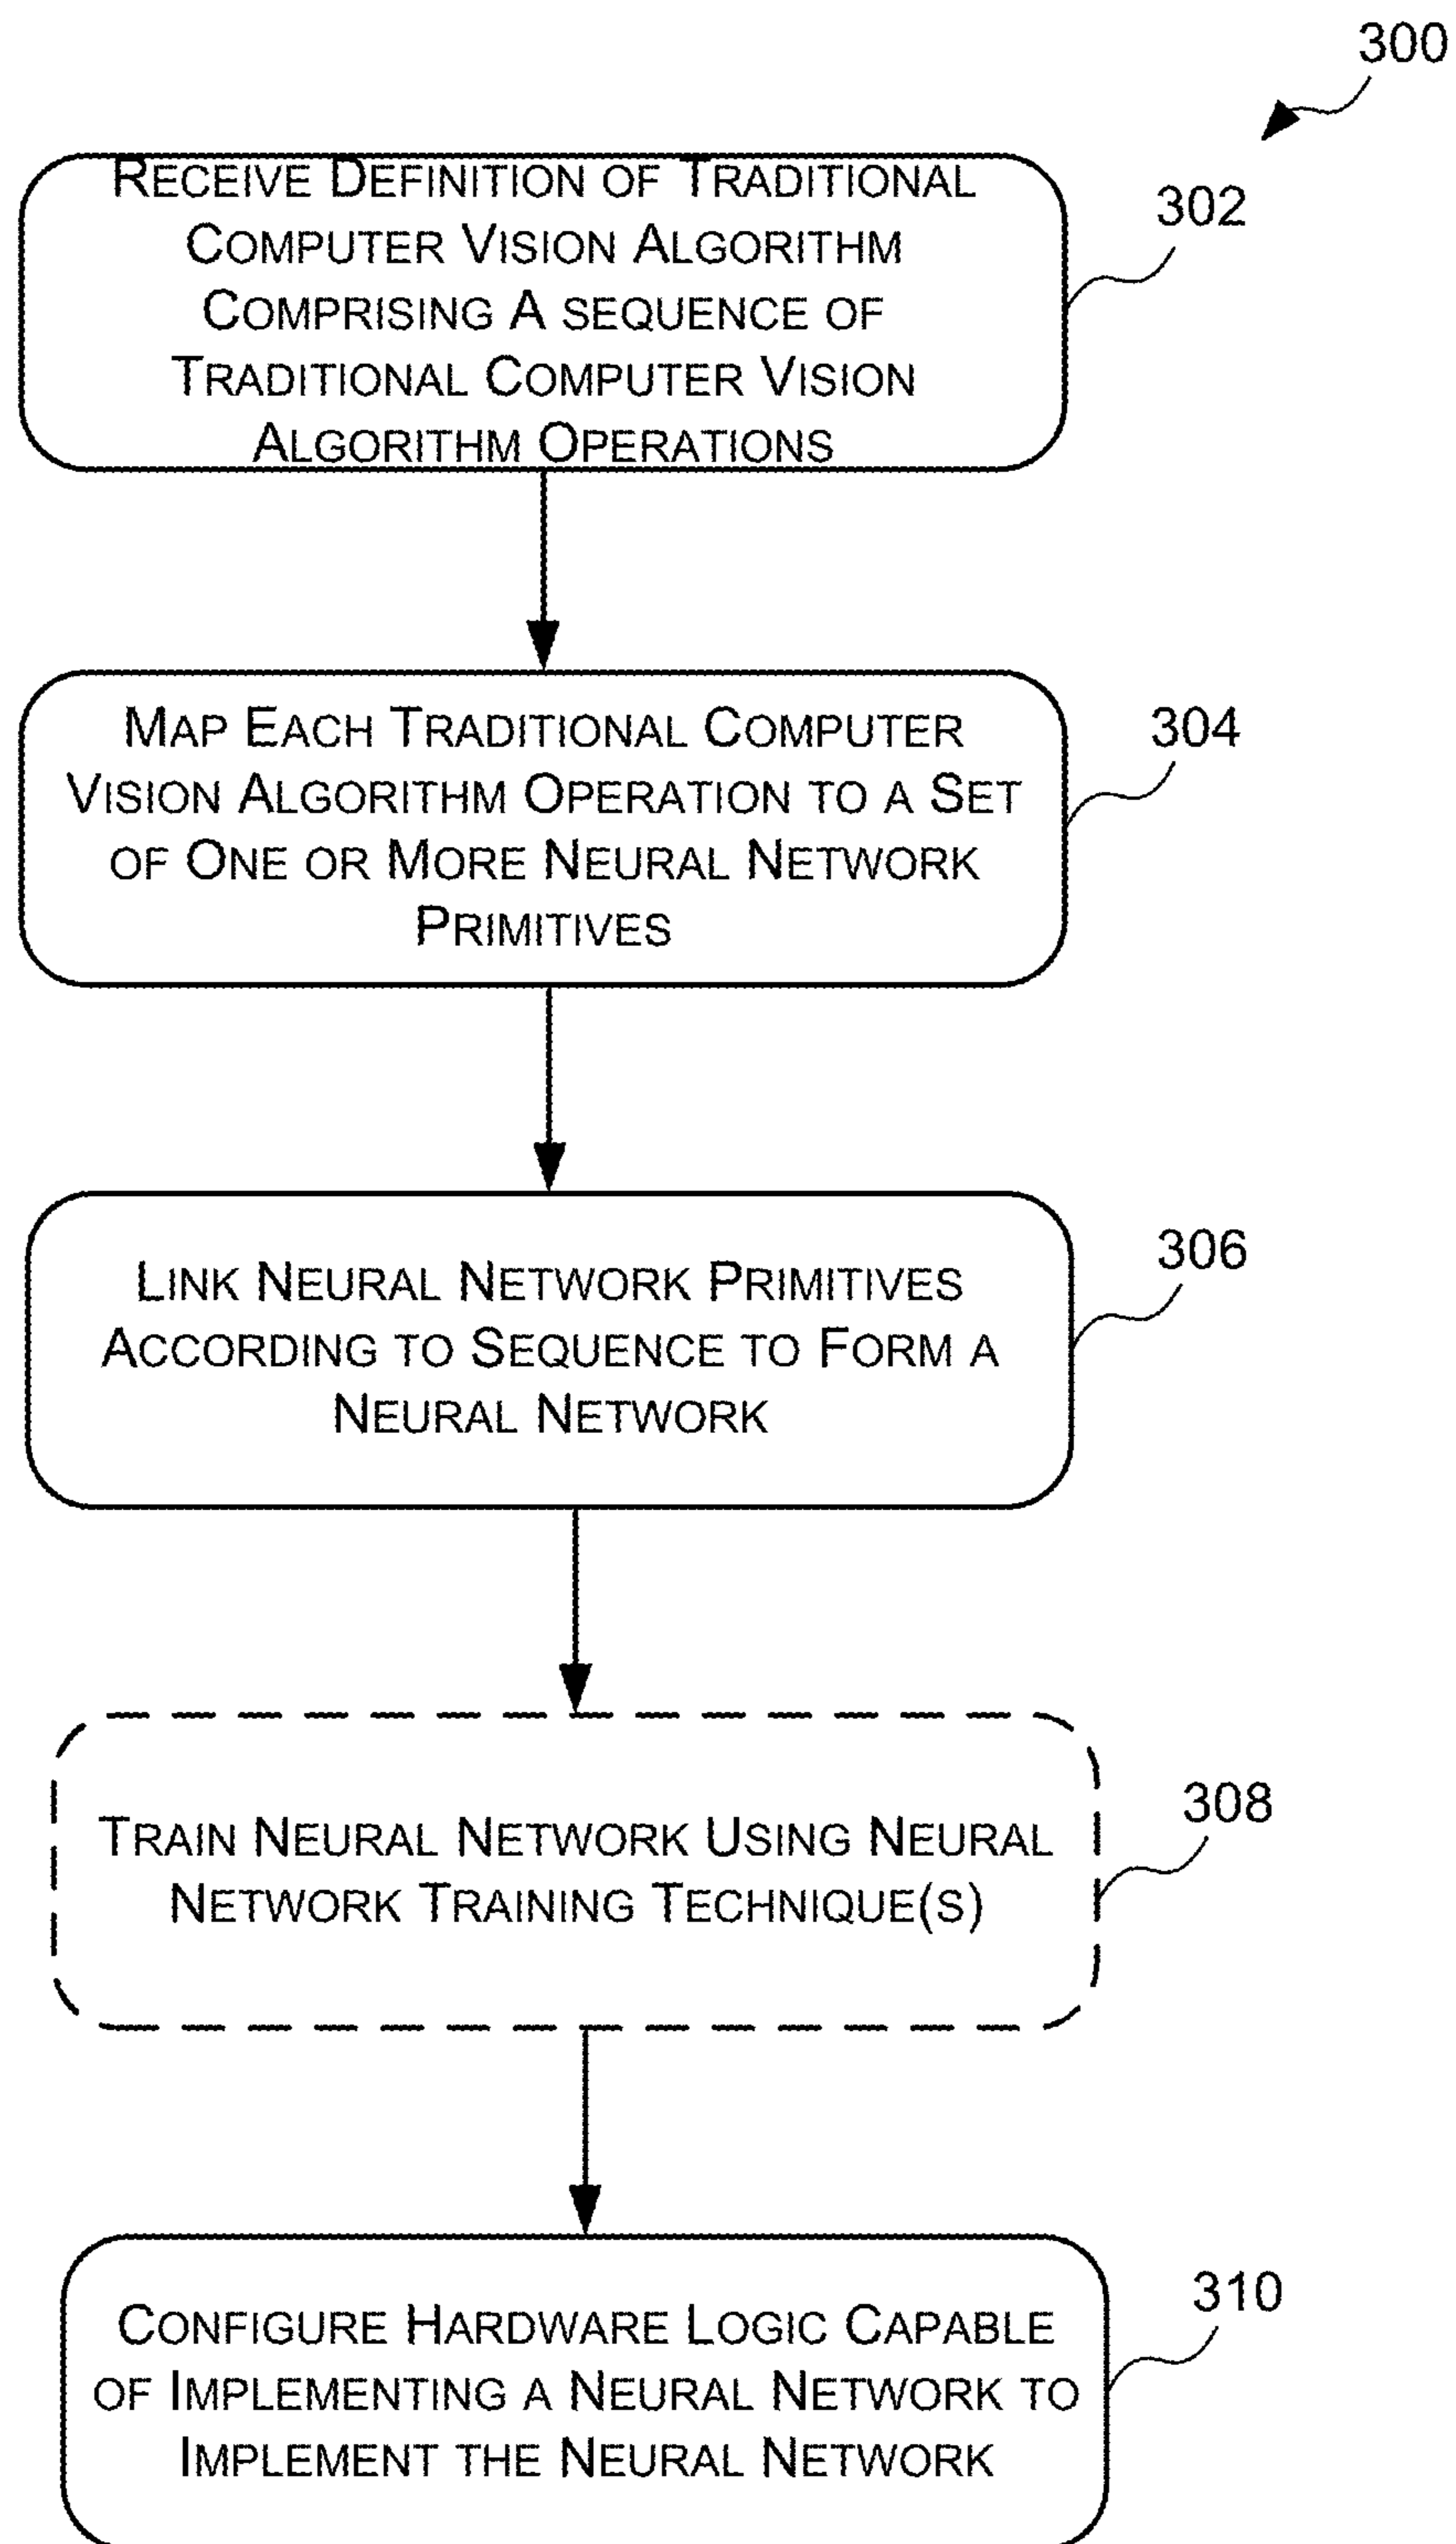 300
RECEIVE DEFINITION OF TRADITIONAL
COMPUTER VISION ALGORITHM
COMPRISING A SEQUENCE OF
TRADITIONAL COMPUTER VISION
ALGORITHM OPERATIONS
302
MAP EACH TRADITIONAL COMPUTER
VISION ALGORITHM OPERATION TO A SET
OF ONE OR MORE NEURAL NETWORK
PRIMITIVES
304
LINK NEURAL NETWORK PRIMITIVES
ACCORDING TO SEQUENCE TO FORM A
NEURAL NETWORK
306
TRAIN NEURAL NETWORK USING NEURAL
NETWORK TRAINING TECHNIQUE(S)
308
CONFIGURE HARDWARE LOGIC CAPABLE
OF IMPLEMENTING A NEURAL NETWORK TO
IMPLEMENT THE NEURAL NETWORK
310